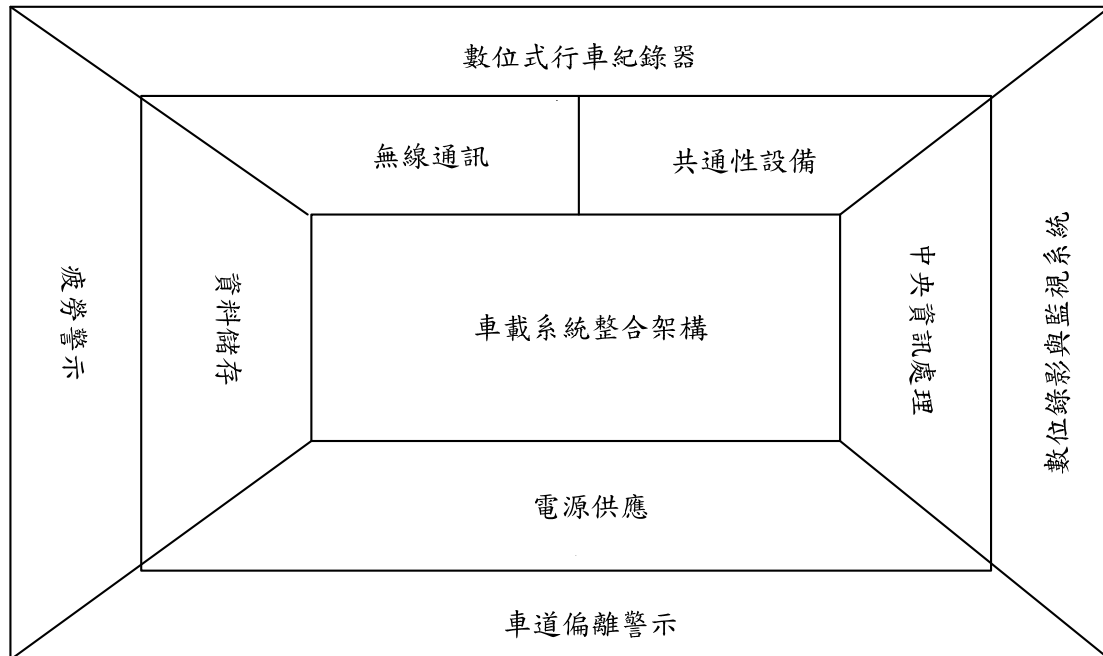 數位式行車紀錄器
無線通訊
共通性設備
疲勞警示
資料儲存
車載系統整合架構
中央資訊處理
數位錄影與監視系統
電源供應
車道偏離警示